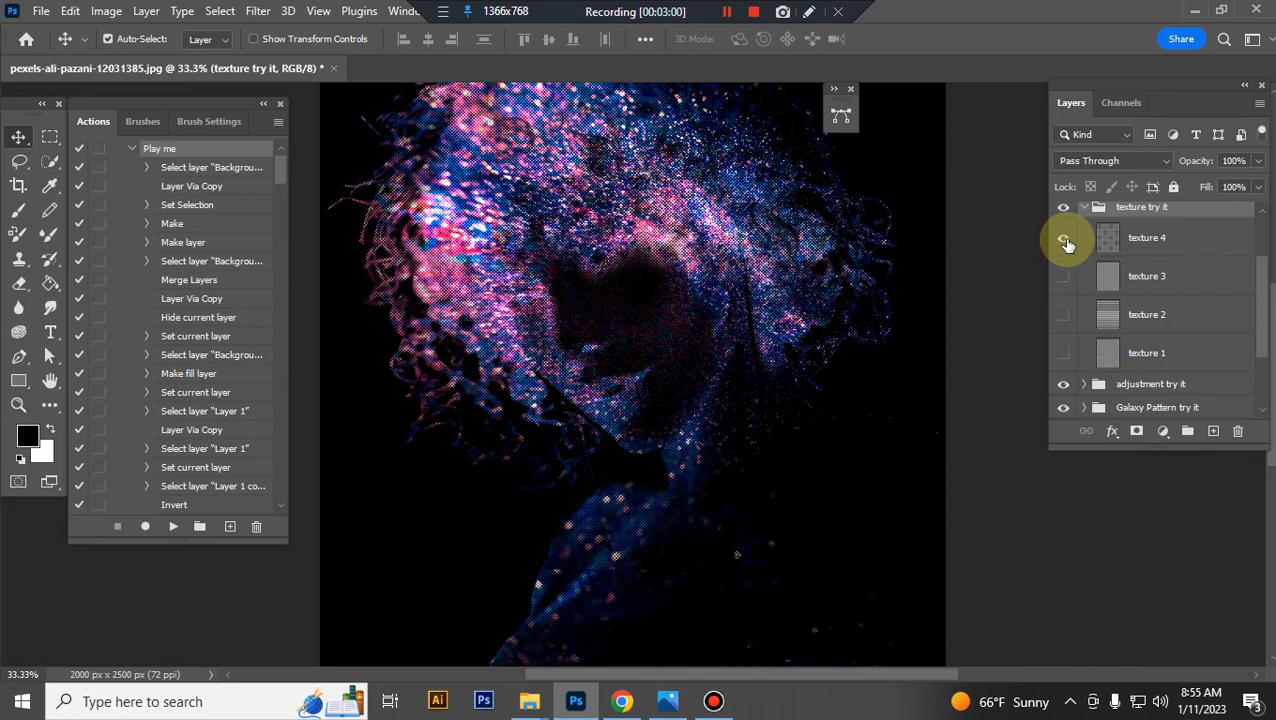 Ps File Edit Image Layer Type Select Filter 3D View Plugins Wind 1366x768 Recording [00:03:00]
Auto-Select: Layer Show Transform Controls 3D Mode: Share
pexels-ali-pazani-12031385.jpg @ 33.3% (texture try it, RGB/8) *
Actions Brushes Brush Settings
Play me
Select layer “Backgrou...
Layer Via Copy
Set Selection
Make
Make layer
Select layer “Backgrou...
Merge Layers
Layer Via Copy
Hide current layer
Set current layer
Select layer “Backgrou...
Make fill layer
Set current layer
Select layer “Layer 1”
Layer Via Copy
Select layer “Layer 1”
Set current layer
Select layer “Layer 1 co...
Invert
Layers Channels
Kind
Pass Through Opacity: 100%
Lock: Fill: 100%
texture try it
texture 4
texture 3
texture 2
texture 1
adjustment try it
Galaxy Pattern try it
fx
33.33% 2000 px x 2500 px (72 ppi)
Type here to search Ai Ps Ps 66°F Sunny 8:55 AM
1/11/2023 3